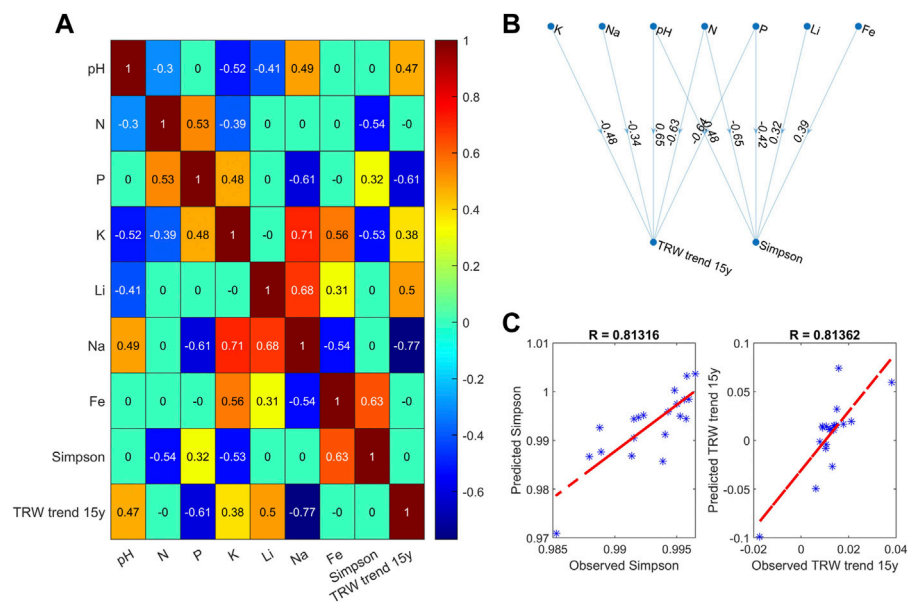 A
pH 1 -0.3 0 -0.52 -0.41 0.49 0 0 0.47
N -0.3 1 0.53 -0.39 0 0 0 -0.54 -0
P 0 0.53 1 0.48 0 -0.61 -0 0.32 -0.61
K -0.52 -0.39 0.48 1 -0 0.71 0.56 -0.53 0.38
Li -0.41 0 0 -0 1 0.68 0.31 0 0.5
Na 0.49 0 -0.61 0.71 0.68 1 -0.54 0 -0.77
Fe 0 0 -0 0.56 0.31 -0.54 1 0.63 -0
Simpson 0 -0.54 0.32 -0.53 0 0 0.63 1 0
TRW trend 15y 0.47 -0 -0.61 0.38 0.5 -0.77 -0 0 1
pH N P K Li Na Fe Simpson TRW trend 15y
1
0.8
0.6
0.4
0.2
0
-0.2
-0.4
-0.6
B
K Na pH N P Li Fe
-0.48 -0.34 0.65 -0.63 -0.64 0.48 -0.65 -0.42 0.32 0.39
TRW trend 15y Simpson
C
R = 0.81316
Predicted Simpson
1.01
1
0.99
0.98
0.97
0.985 0.99 0.995
Observed Simpson
R = 0.81362
Predicted TRW trend 15y
0.1
0.05
0
-0.05
-0.1
-0.02 0 0.02 0.04
Observed TRW trend 15y